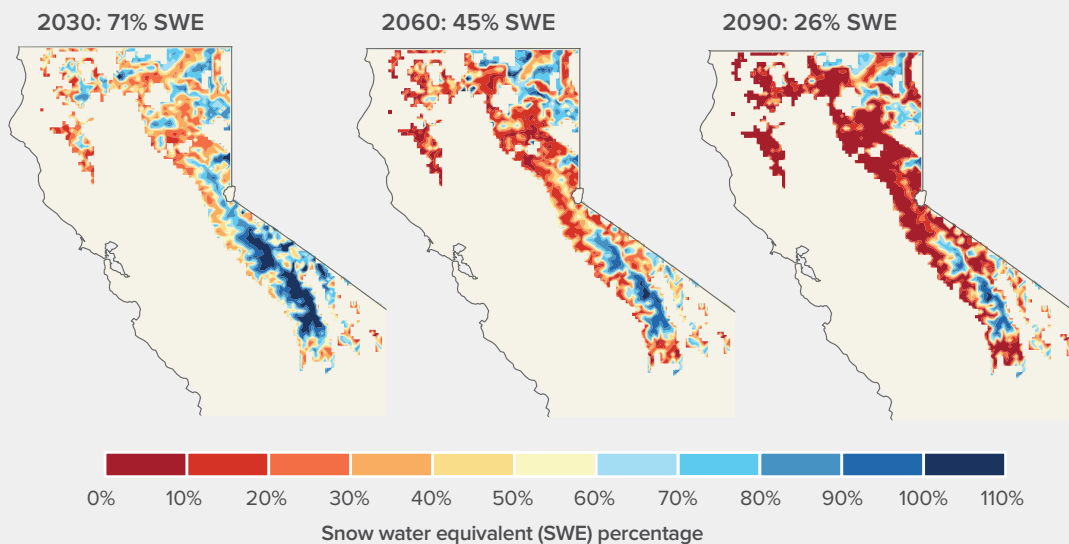 2030: 71% SWE
2060: 45% SWE
2090: 26% SWE
0% 10% 20% 30% 40% 50% 60% 70% 80% 90% 100% 110%
Snow water equivalent (SWE) percentage